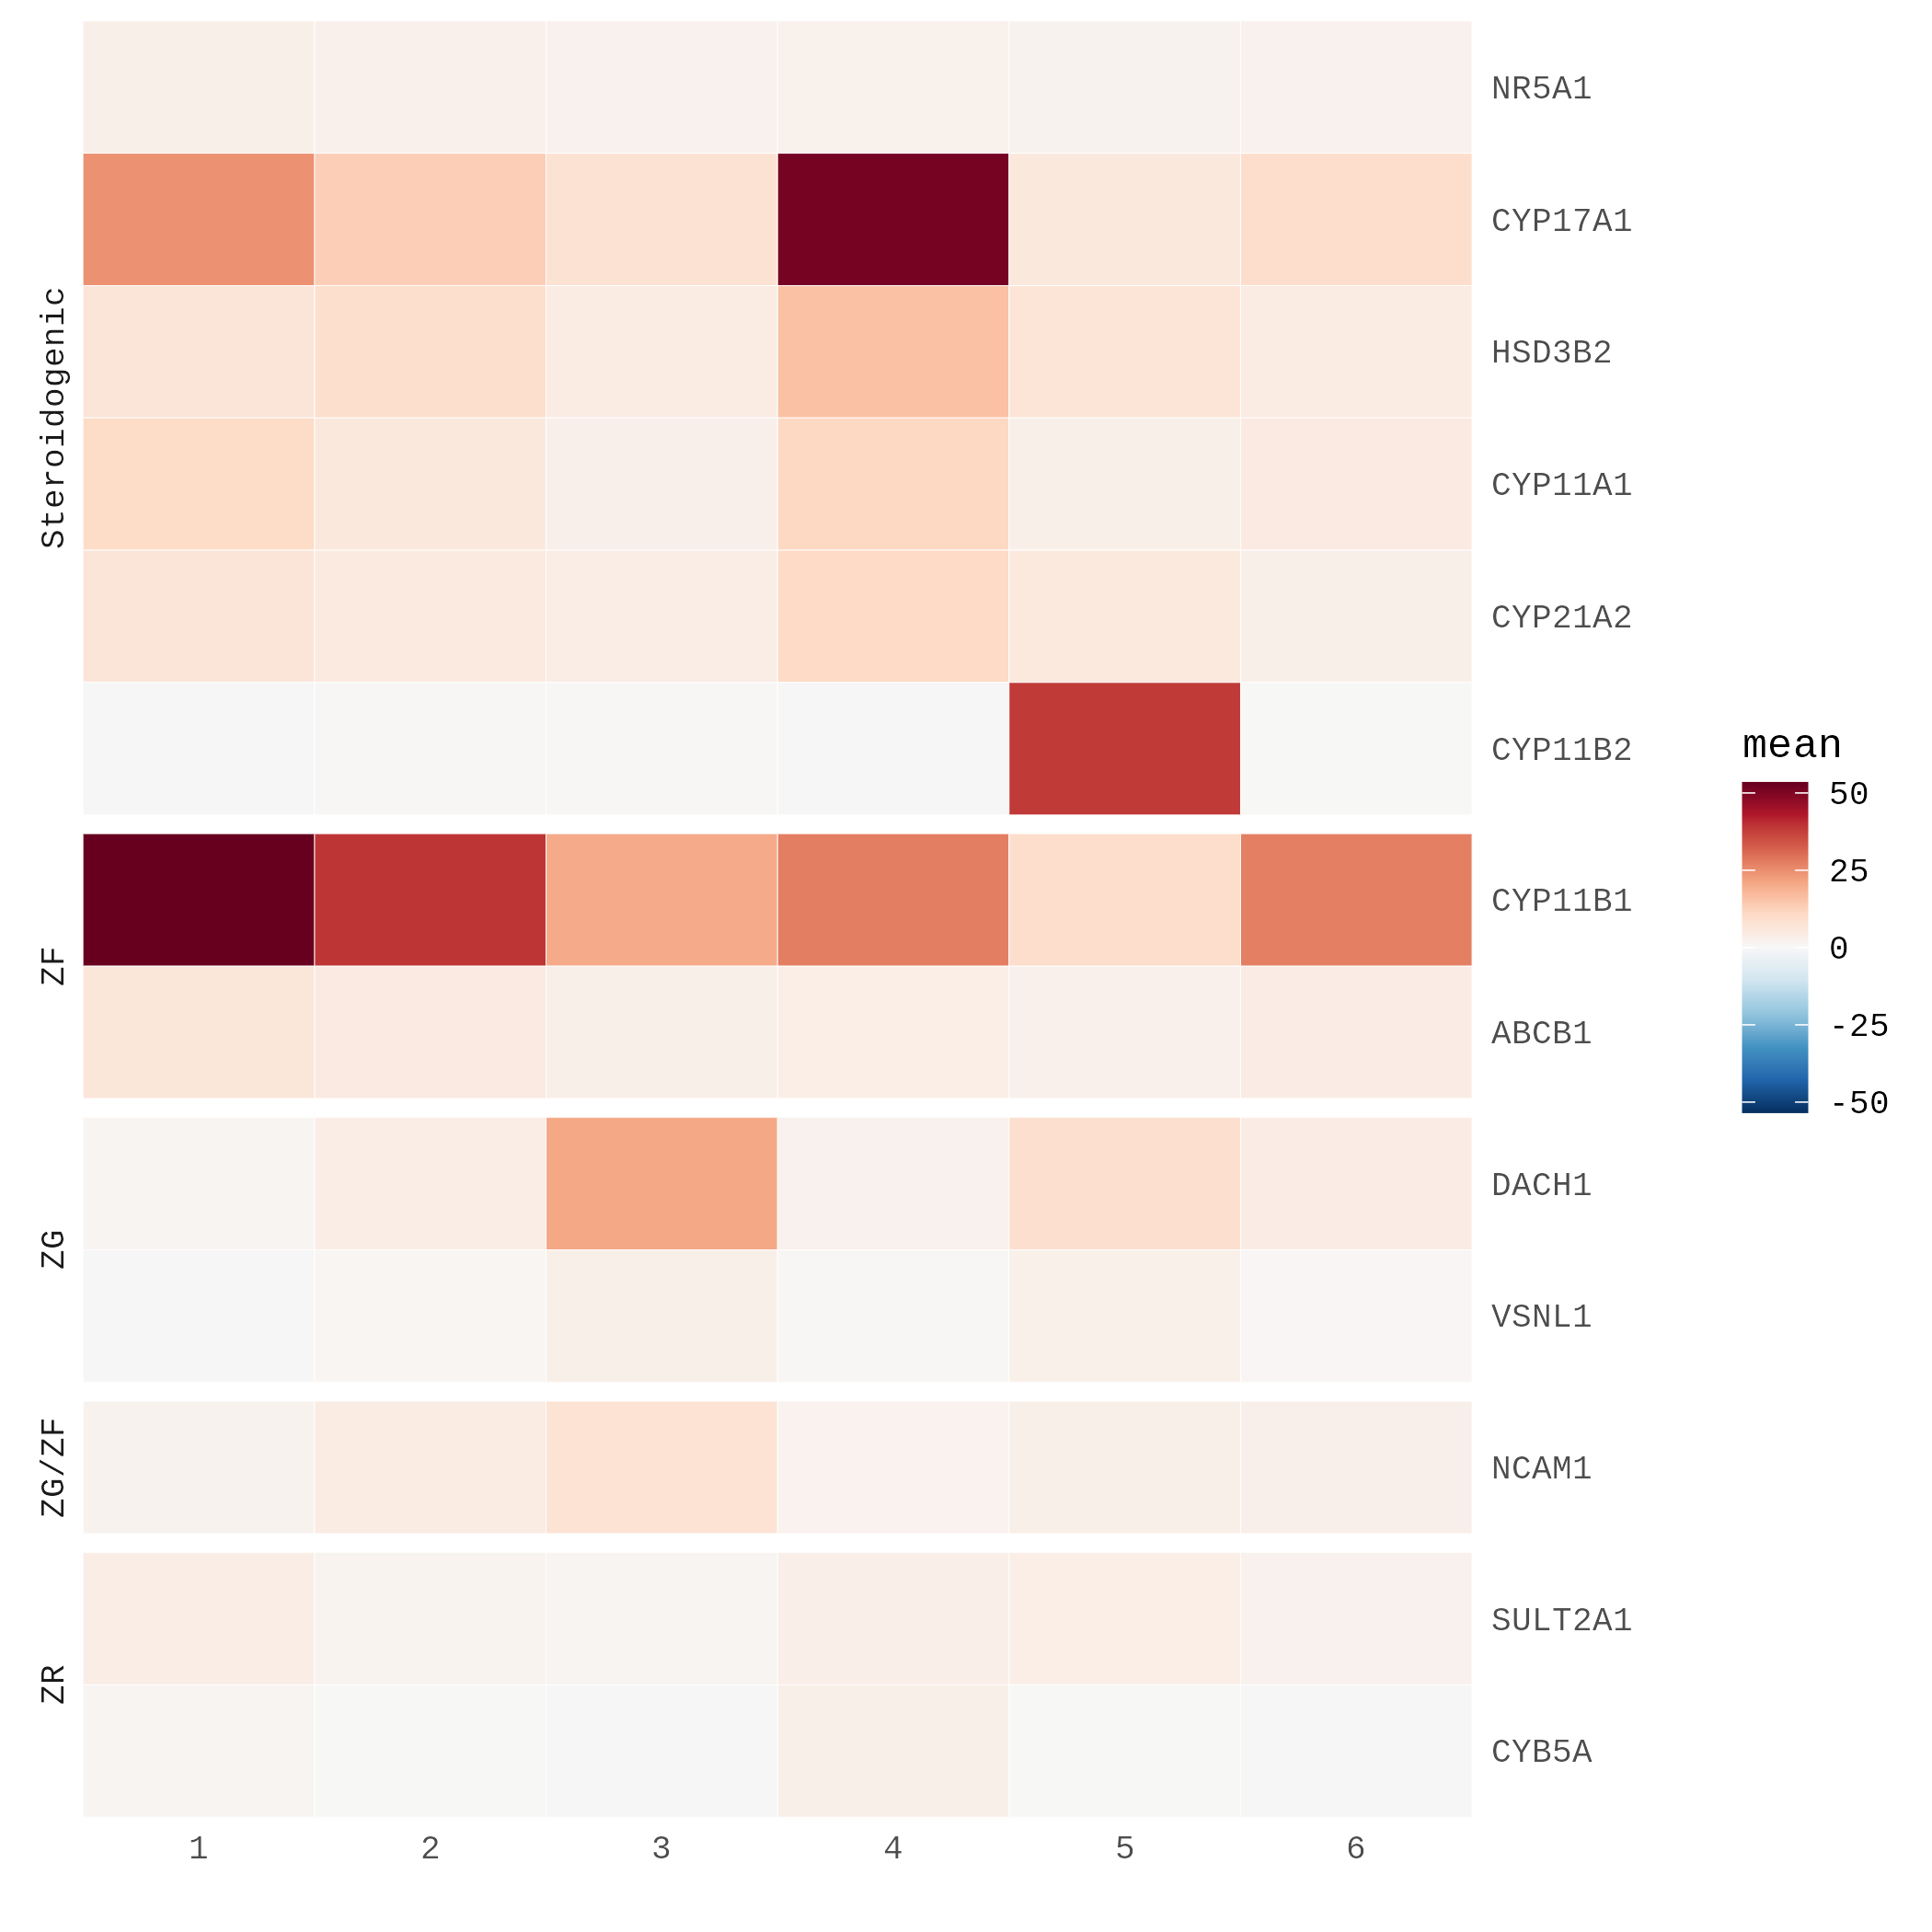 Steroidogenic
NR5A1
CYP17A1
HSD3B2
CYP11A1
CYP21A2
CYP11B2
ZF
CYP11B1
ABCB1
ZG
DACH1
VSNL1
ZG/ZF
NCAM1
ZR
SULT2A1
CYB5A
1 2 3 4 5 6
mean
50
25
0
-25
-50